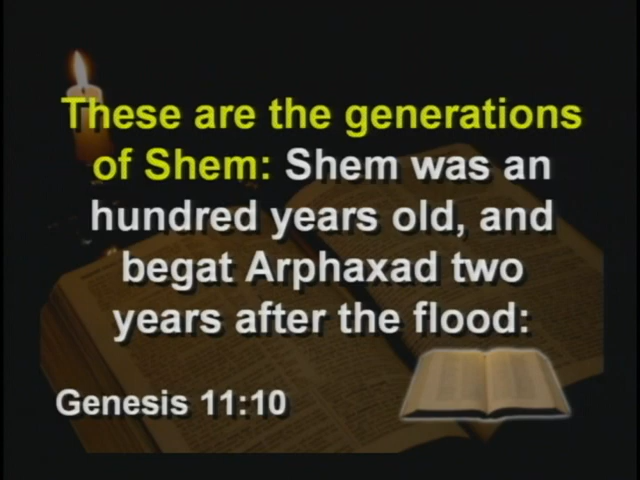 These are the generations
of Shem: Shem was an
hundred years old, and
begat Arphaxad two
years after the flood:
Genesis 11:10